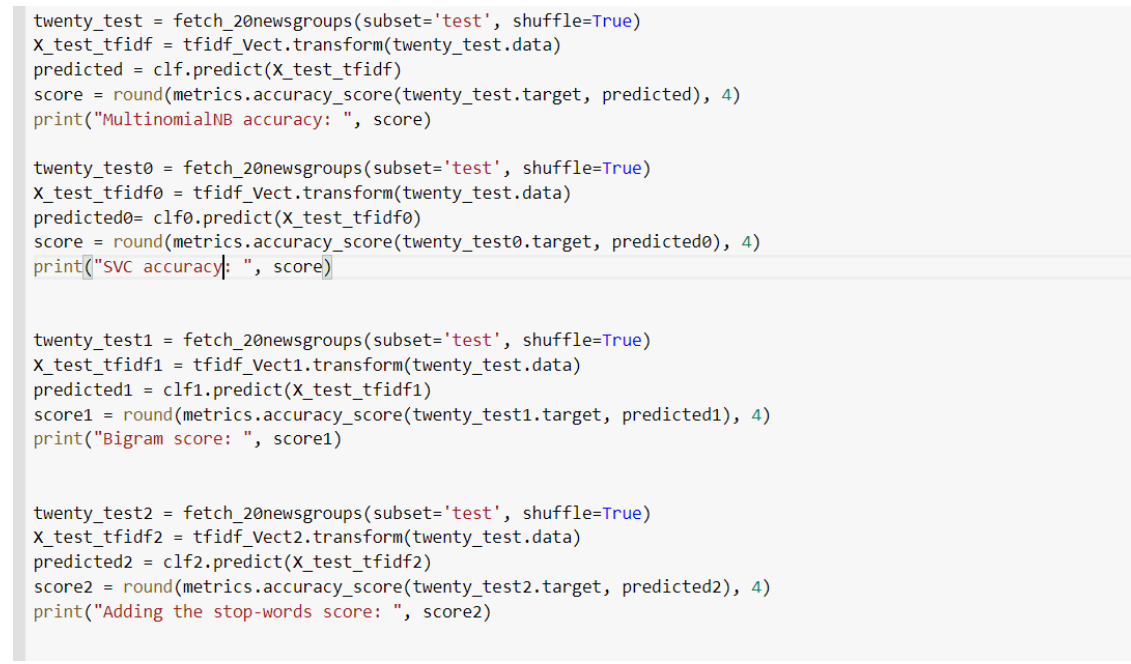 twenty_test = fetch_20newsgroups(subset='test', shuffle=True)
X_test_tfidf = tfidf_Vect.transform(twenty_test.data)
predicted = clf.predict(X_test_tfidf)
score = round(metrics.accuracy_score(twenty_test.target, predicted), 4)
print("MultinomialNB accuracy: ", score)
twenty_test0 = fetch_20newsgroups(subset='test', shuffle=True)
X_test_tfidf0 = tfidf_Vect.transform(twenty_test.data)
predicted0= clf0.predict(X_test_tfidf0)
score = round(metrics.accuracy_score(twenty_test0.target, predicted0), 4)
print("SVC accuracy: ", score)
twenty_test1 = fetch_20newsgroups(subset='test', shuffle=True)
X_test_tfidf1 = tfidf_Vect1.transform(twenty_test.data)
predicted1 = clf1.predict(X_test_tfidf1)
score1 = round(metrics.accuracy_score(twenty_test1.target, predicted1), 4)
print("Bigram score: ", score1)
twenty_test2 = fetch_20newsgroups(subset='test', shuffle=True)
X_test_tfidf2 = tfidf_Vect2.transform(twenty_test.data)
predicted2 = clf2.predict(X_test_tfidf2)
score2 = round(metrics.accuracy_score(twenty_test2.target, predicted2), 4)
print("Adding the stop-words score: ", score2)